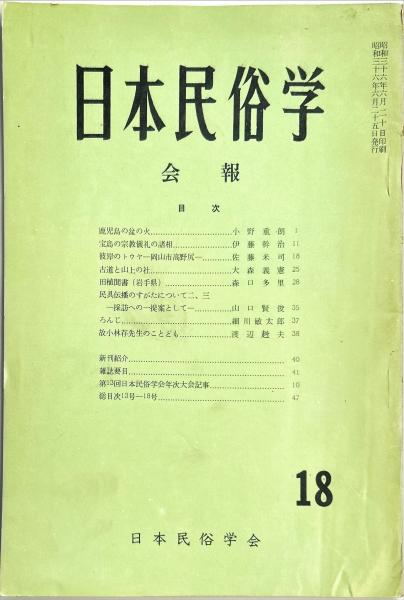 昭和三十六年六月二十日印刷
昭和三十六年六月二十五日発行
日本民俗学
会報
目次
鹿児島の盆の火……………小野重朗 1
宝島の宗教儀礼の諸相……………伊藤幹治 11
彼岸のトウヤー岡山市高野尻―……………佐藤米司 18
古道と山上の社……………大森義憲 25
田植聞書(岩手県)……………森口多里 28
民具伝播のすがたについて二、三
―採訪への一提案として―……………山口賢俊 35
ろんじ……………細川敏太郎 37
故小林存先生のことども……………渡辺 夫 38
新刊紹介……………40
雑誌要目……………41
第13回日本民俗学会年次大会記事……………10
総目次13号―18号……………47
18
日本民俗学会